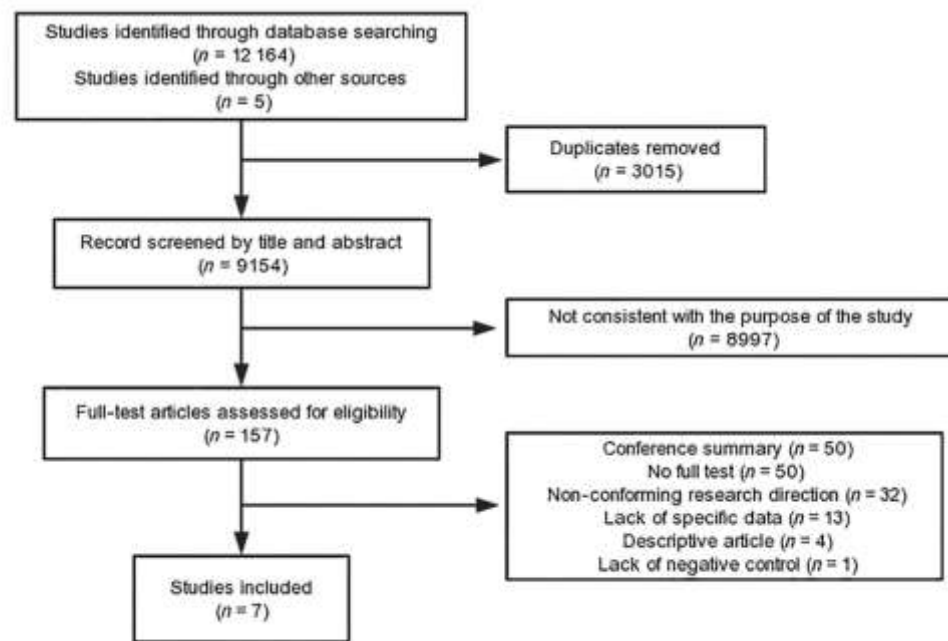 Studies identified through database searching
(n = 12 164)
Studies identified through other sources
(n = 5)
Duplicates removed
(n = 3015)
Record screened by title and abstract
(n = 9154)
Not consistent with the purpose of the study
(n = 8997)
Full-test articles assessed for eligibility
(n = 157)
Conference summary (n = 50)
No full test (n = 50)
Non-conforming research direction (n = 32)
Lack of specific data (n = 13)
Descriptive article (n = 4)
Lack of negative control (n = 1)
Studies included
(n = 7)